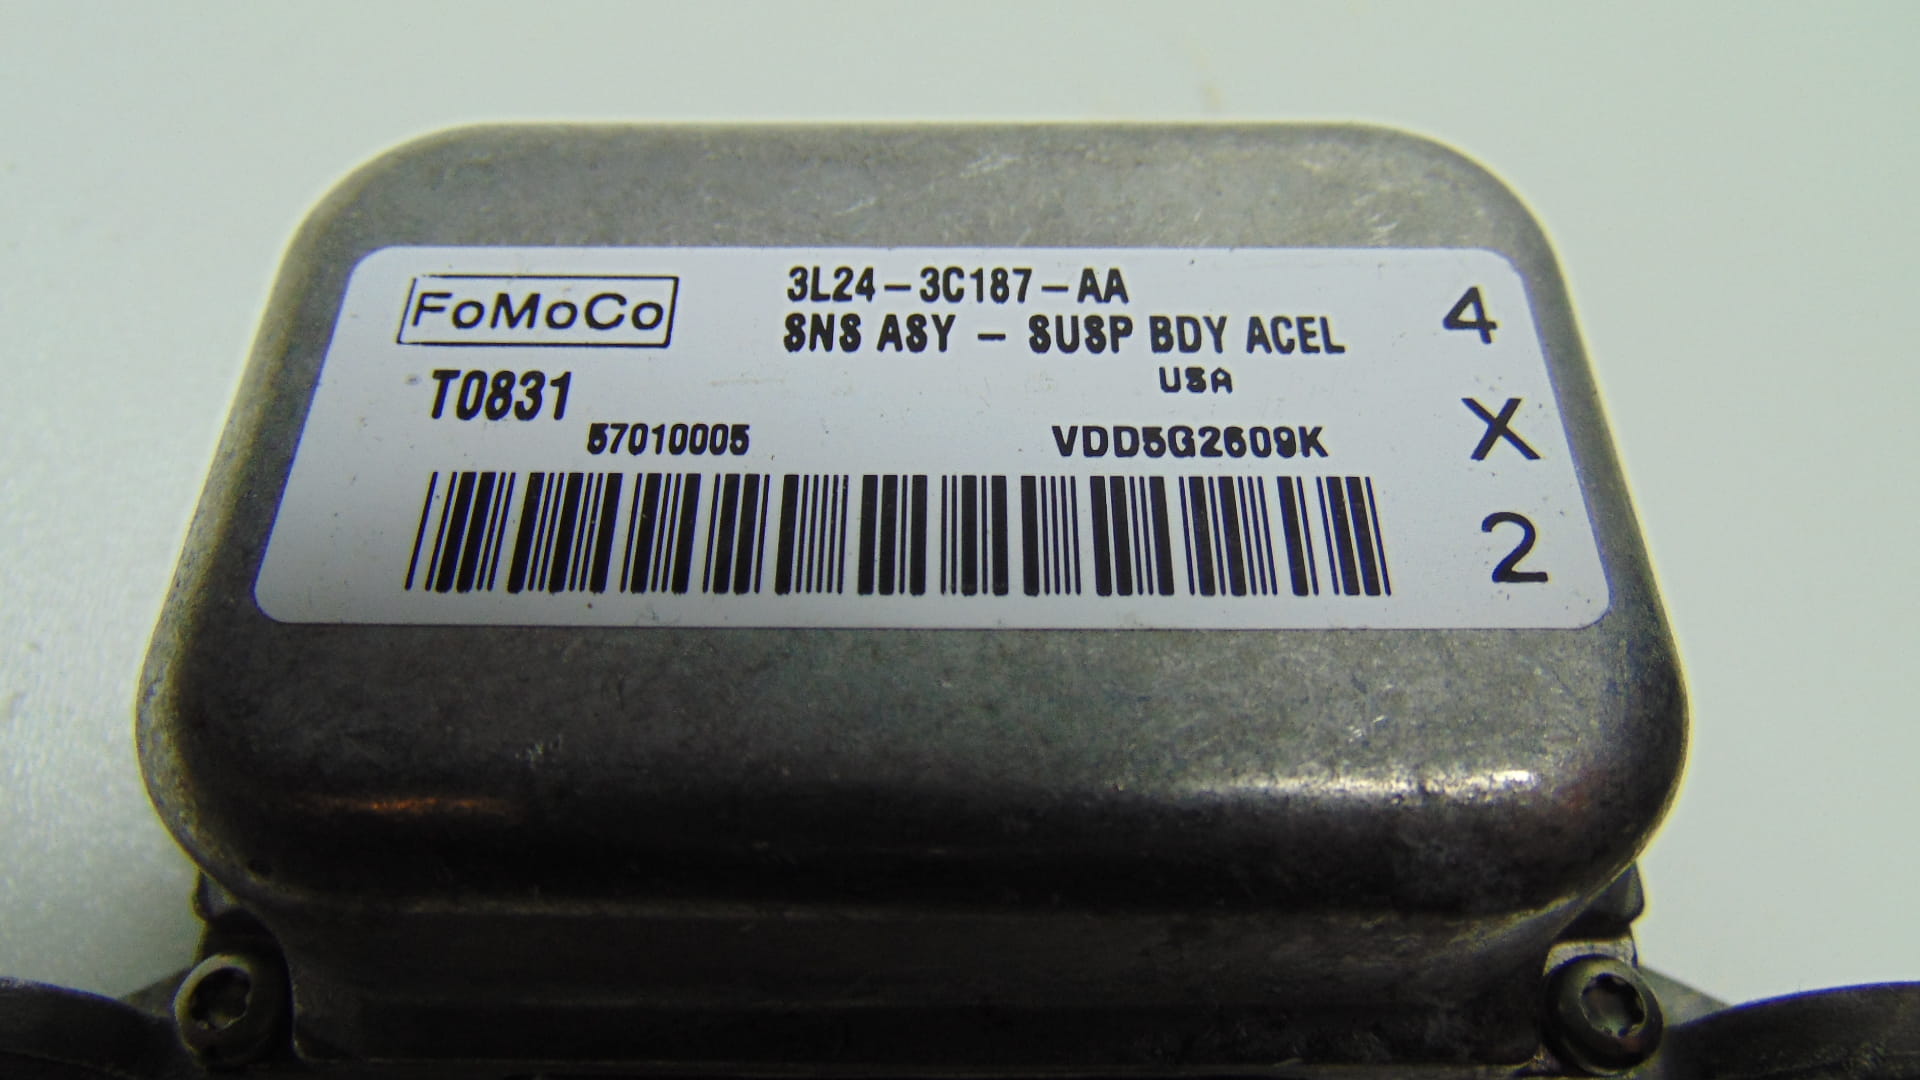 FoMoCo
3L24-3C187-AA
SNS ASY - SUSP BDY ACEL
USA
T0831
57010005
VDD5G2609K
4
X
2